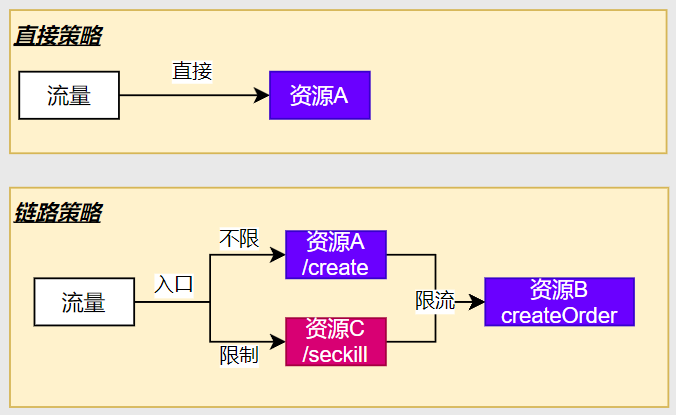 直接策略
流量
直接
资源A
链路策略
流量
入口
不限
资源A
/create
限制
资源C
/seckill
限流
资源B
createOrder